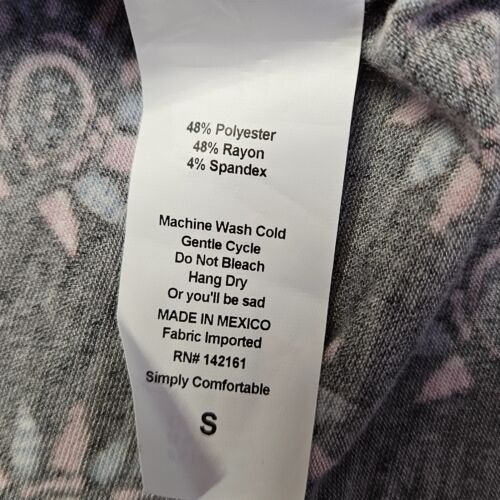 48% Polyester
48% Rayon
4% Spandex
Machine Wash Cold
Gentle Cycle
Do Not Bleach
Hang Dry
Or you'll be sad
MADE IN MEXICO
Fabric Imported
RN# 142161
Simply Comfortable
S